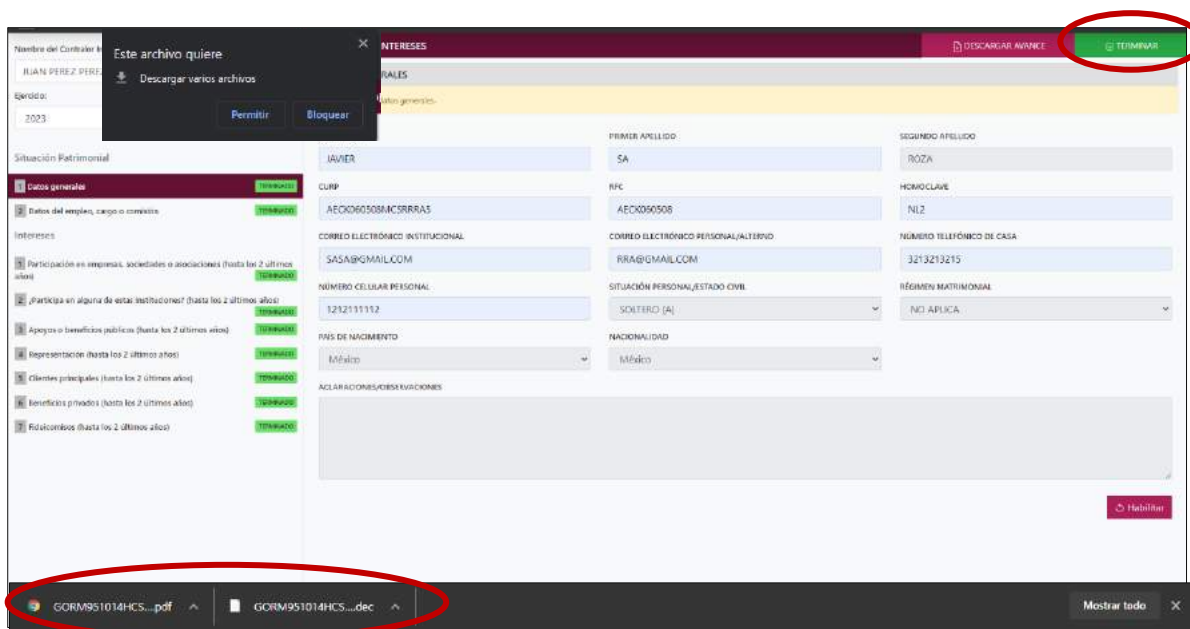 Nombre del Contralor
JUAN PEREZ PEREZ
Ejercicio:
2023
Este archivo quiere
Descargar varios archivos
Permitir Bloquear
NTERESES
DESCARGAR AVANCE
TERMINAR
RALES
datos generales.
Situación Patrimonial
1 Datos generales TERMINADO
2 Datos del empleo, cargo o comisión TERMINADO
Intereses
1 Participación en empresas, sociedades o asociaciones (hasta los 2 últimos
años) TERMINADO
2 ¿Participa en alguna de estas instituciones? (hasta los 2 últimos años)
TERMINADO
3 Apoyos o beneficios públicos (hasta los 2 últimos años) TERMINADO
4 Representación (hasta los 2 últimos años) TERMINADO
5 Clientes principales (hasta los 2 últimos años) TERMINADO
6 Beneficios privados (hasta los 2 últimos años) TERMINADO
7 Fideicomisos (hasta los 2 últimos años) TERMINADO
PRIMER APELLIDO SEGUNDO APELLIDO
JAVIER SA ROZA
CURP RFC HOMOCLAVE
AECK060508MCSRRRA5 AECK060508 NL2
CORREO ELECTRÓNICO INSTITUCIONAL CORREO ELECTRÓNICO PERSONAL/ALTERNO NÚMERO TELEFÓNICO DE CASA
SASA@GMAIL.COM RRA@GMAIL.COM 3213213215
NÚMERO CELULAR PERSONAL SITUACIÓN PERSONAL/ESTADO CIVIL RÉGIMEN MATRIMONIAL
1212111112 SOLTERO (A) NO APLICA
PAÍS DE NACIMIENTO NACIONALIDAD
México México
ACLARACIONES/OBSERVACIONES
Habilitar
GORM951014HCS....pdf GORM951014HCS....dec Mostrar todo